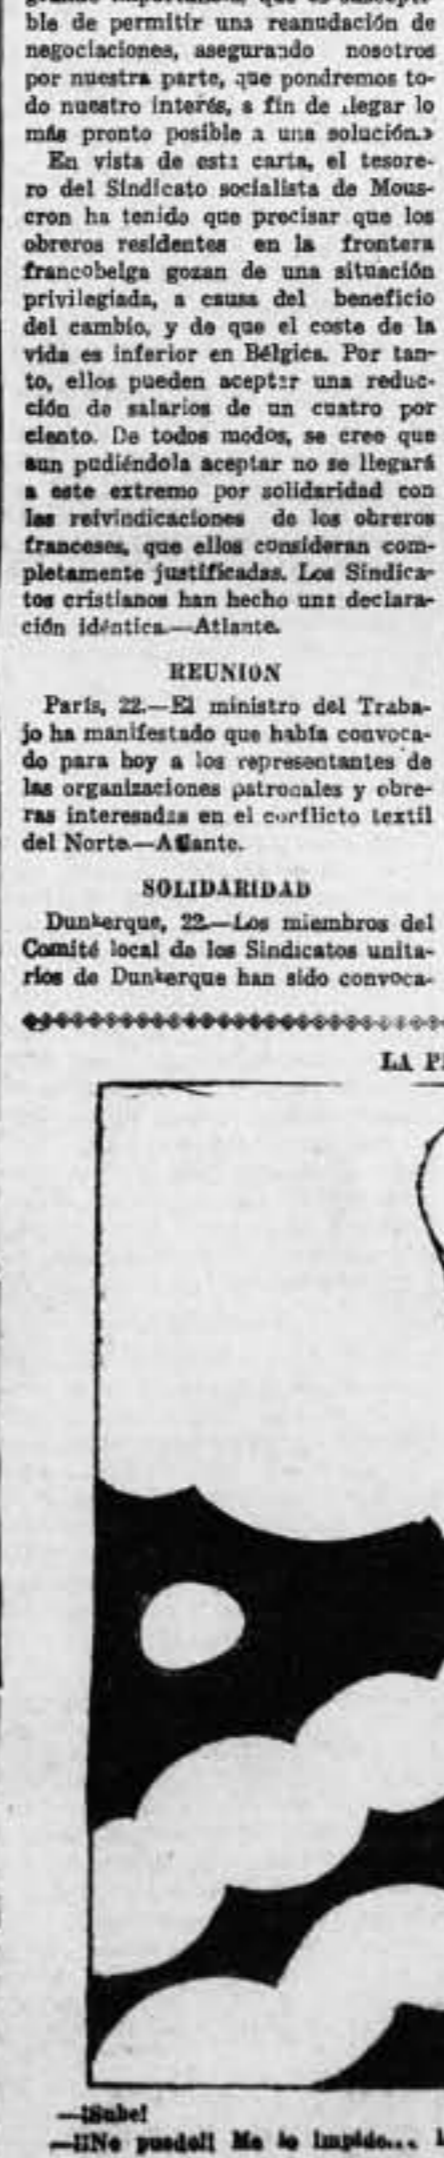 ble de permitir una reanudación de
negociaciones, asegurando nosotros
por nuestra parte, que pondremos to-
do nuestro interés, a fin de llegar lo
más pronto posible a una solución.»
En vista de esta carta, el tesore-
ro del Sindicato socialista de Mous-
cron ha tenido que precisar que los
obreros residentes en la frontera
francobelga gozan de una situación
privilegiada, a causa del beneficio
del cambio, y de que el coste de la
vida es inferior en Bélgica. Por tan-
to, ellos pueden aceptar una reduc-
ción de salarios de un cuatro por
ciento. De todos modos, se cree que
aun pudiéndola aceptar no se llegará
a este extremo por solidaridad con
las reivindicaciones de los obreros
franceses, que ellos consideran com-
pletamente justificadas. Los Sindica-
tos cristianos han hecho una declara-
ción idéntica.—Atlante.
REUNION
París, 22.—El ministro del Traba-
jo ha manifestado que había convoca-
do para hoy a los representantes de
las organizaciones patronales y obre-
ras interesadas en el conflicto textil
del Norte.—Atlante.
SOLIDARIDAD
Dunkerque, 22.—Los miembros del
Comité local de los Sindicatos unita-
rios de Dunkerque han sido convoca-
LA
—¡Sube!
—¡¡No puedo!! Me lo impide...